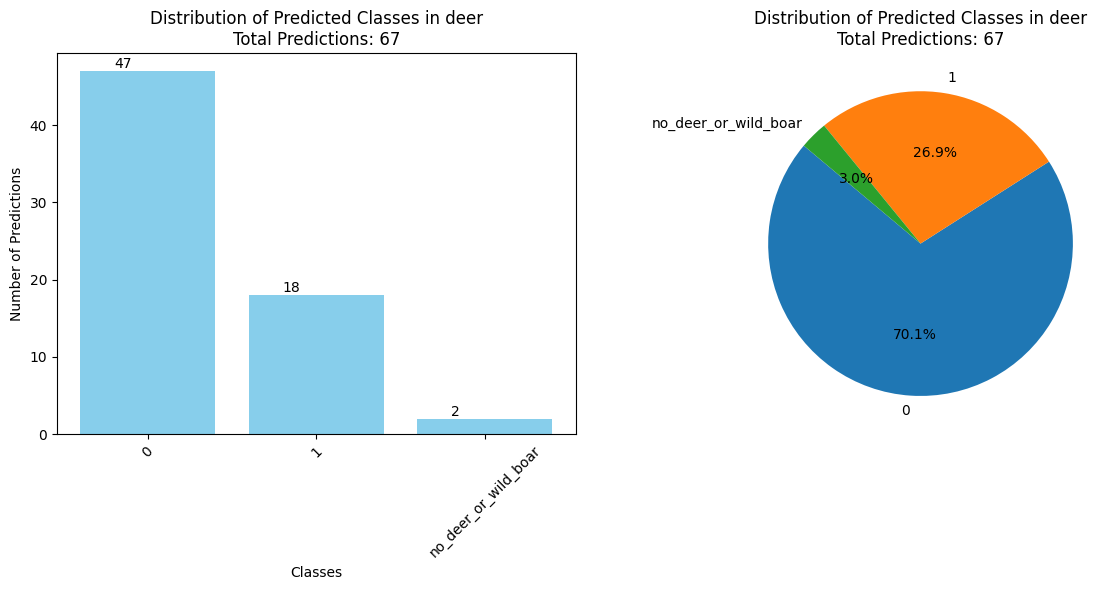 Distribution of Predicted Classes in deer
Total Predictions: 67
47
18
2
40
30
20
10
0
Number of Predictions
0
1
no_deer_or_wild_boar
Classes
Distribution of Predicted Classes in deer
Total Predictions: 67
1
no_deer_or_wild_boar
26.9%
3.0%
70.1%
0